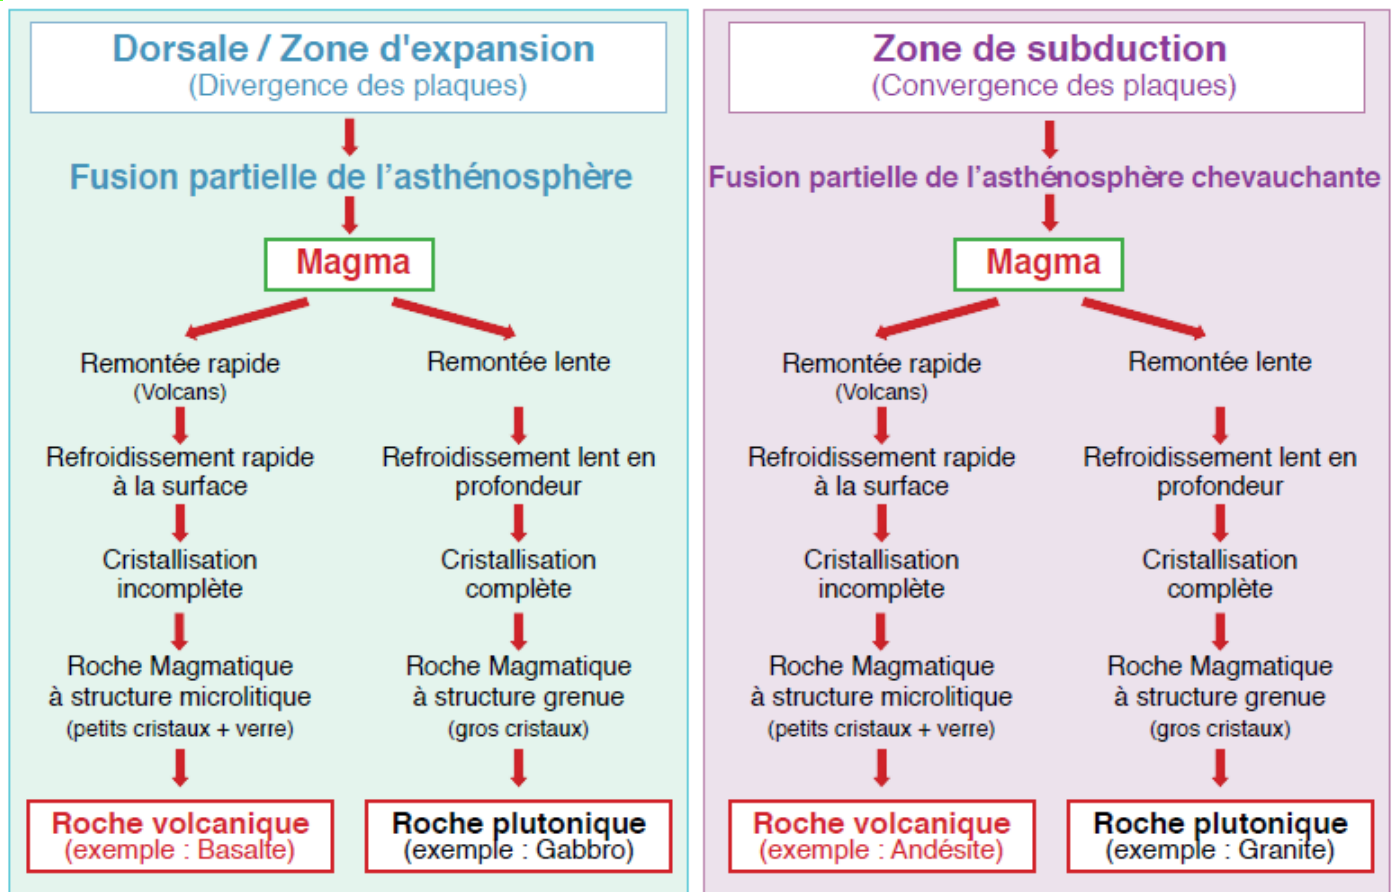 Dorsale / Zone d'expansion
(Divergence des plaques)
Fusion partielle de l'asthénosphère
Magma
Remontée rapide
(Volcans)
Refroidissement rapide
à la surface
Cristallisation
incomplète
Roche Magmatique
à structure microlitique
(petits cristaux + verre)
Roche volcanique
(exemple : Basalte)
Remontée lente
Refroidissement lent en
profondeur
Cristallisation
complète
Roche Magmatique
à structure grenue
(gros cristaux)
Roche plutonique
(exemple : Gabbro)
Zone de subduction
(Convergence des plaques)
Fusion partielle de l'asthénosphère chevauchante
Magma
Remontée rapide
(Volcans)
Refroidissement rapide
à la surface
Cristallisation
incomplète
Roche Magmatique
à structure microlitique
(petits cristaux + verre)
Roche volcanique
(exemple : Andésite)
Remontée lente
Refroidissement lent en
profondeur
Cristallisation
complète
Roche Magmatique
à structure grenue
(gros cristaux)
Roche plutonique
(exemple : Granite)